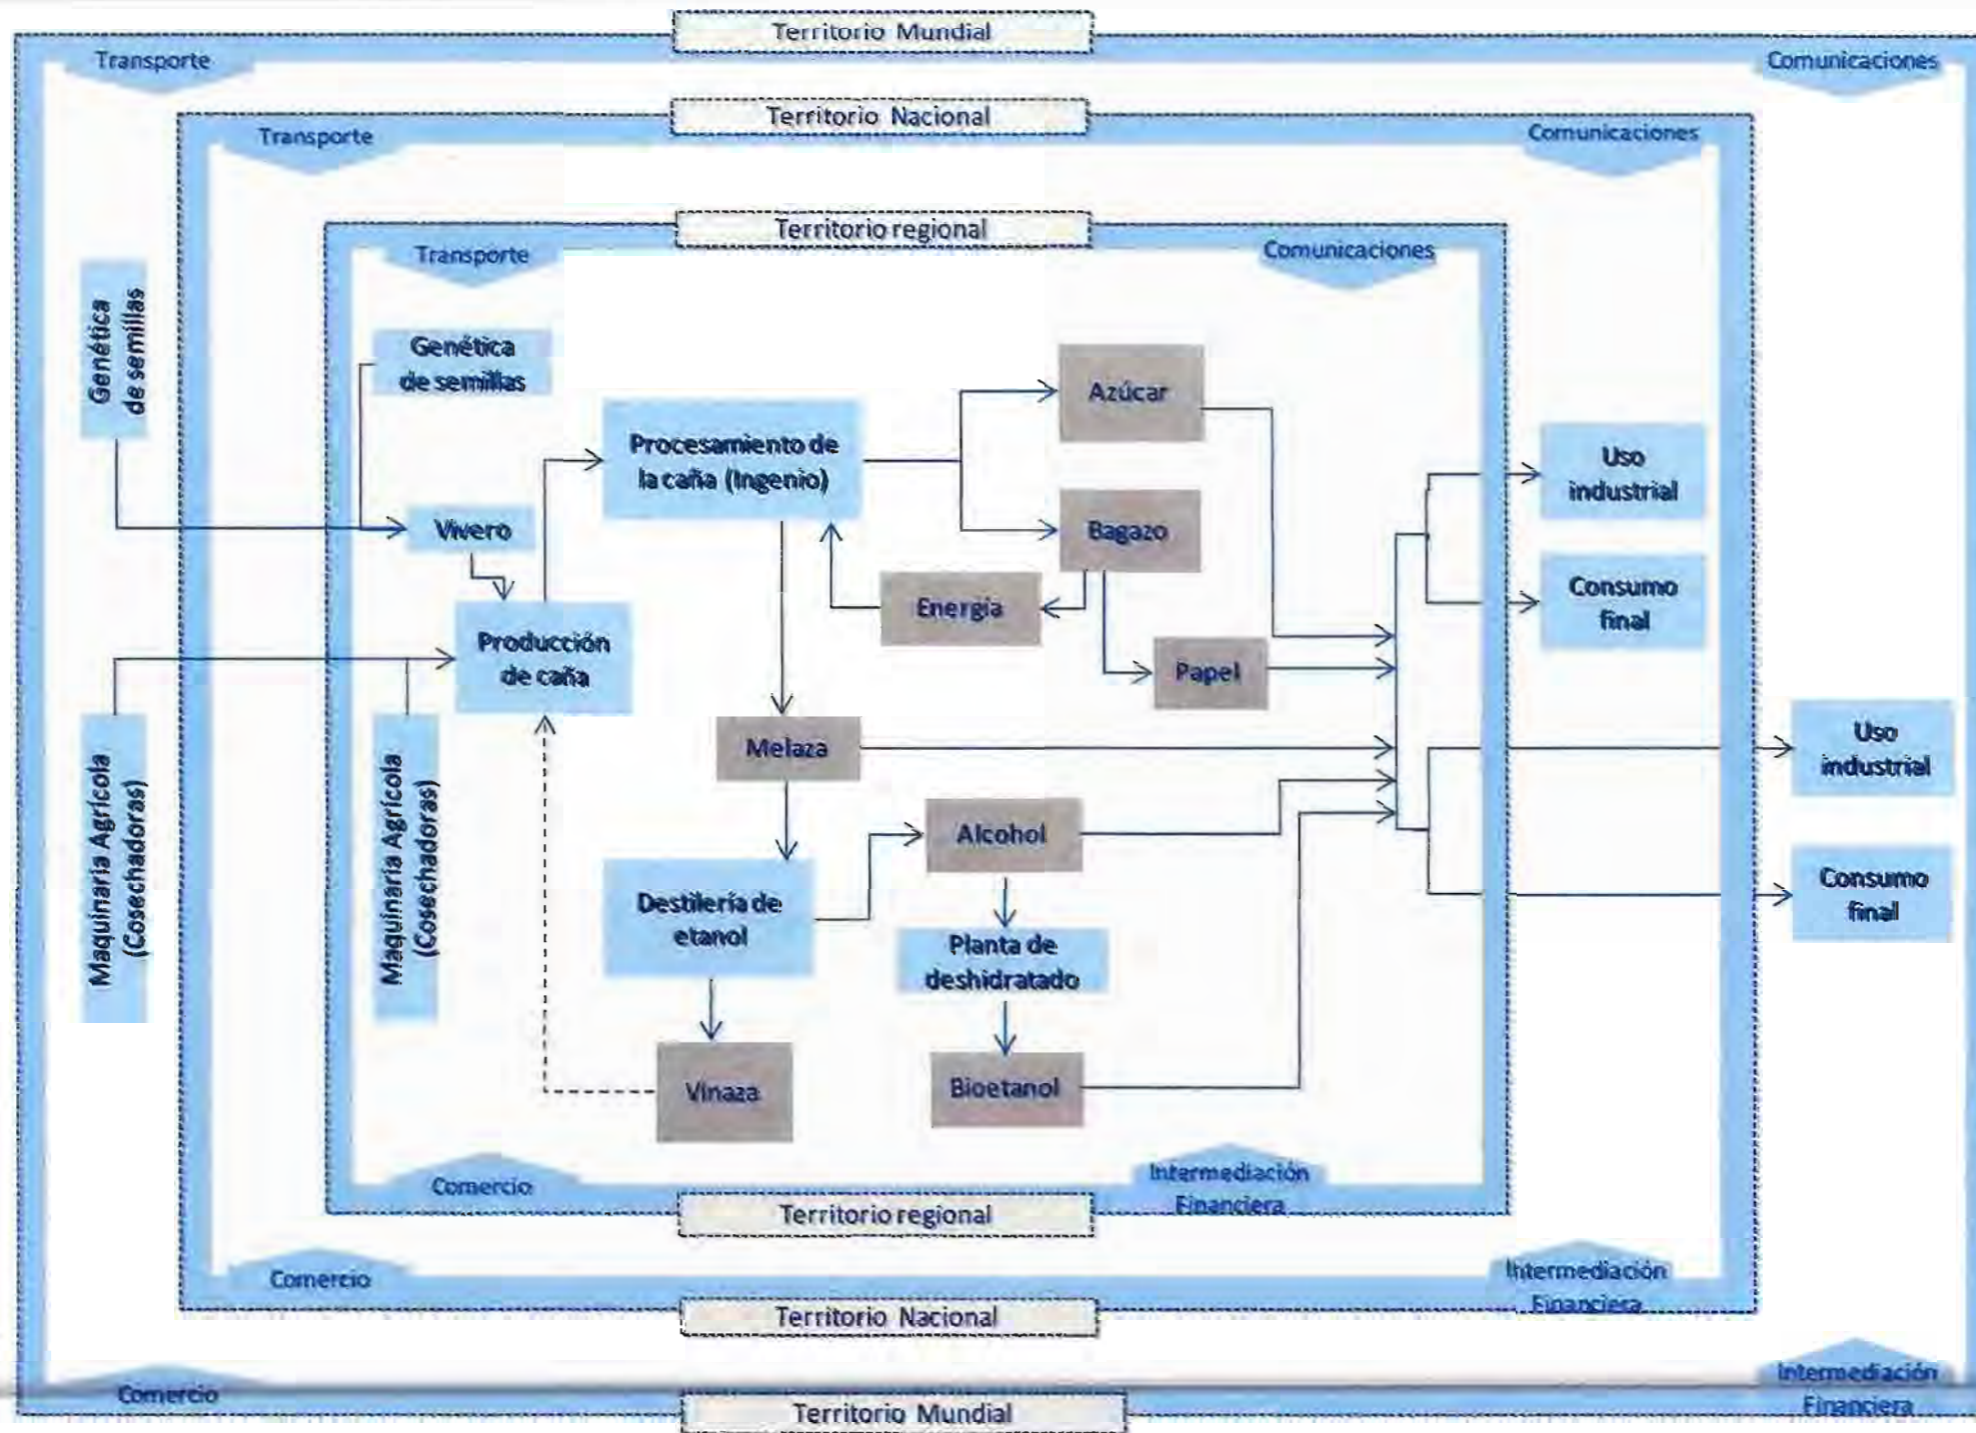 Territorio Mundial
Transporte
Comunicaciones
Territorio Nacional
Transporte
Comunicaciones
Territorio regional
Transporte
Comunicaciones
Genética
de semillas
Genética
de semillas
Vivero
Producción
de caña
Maquinaria Agrícola
(Cosechadoras)
Maquinaria Agrícola
(Cosechadoras)
Procesamiento de
la caña (Ingenio)
Azúcar
Bagazo
Energía
Papel
Melaza
Destilería de
etanol
Alcohol
Planta de
deshidratado
Vinaza
Bioetanol
Uso
industrial
Consumo
final
Uso
industrial
Consumo
final
Comercio
Intermediación
Financiera
Territorio regional
Comercio
Intermediación
Financiera
Territorio Nacional
Comercio
Intermediación
Financiera
Territorio Mundial